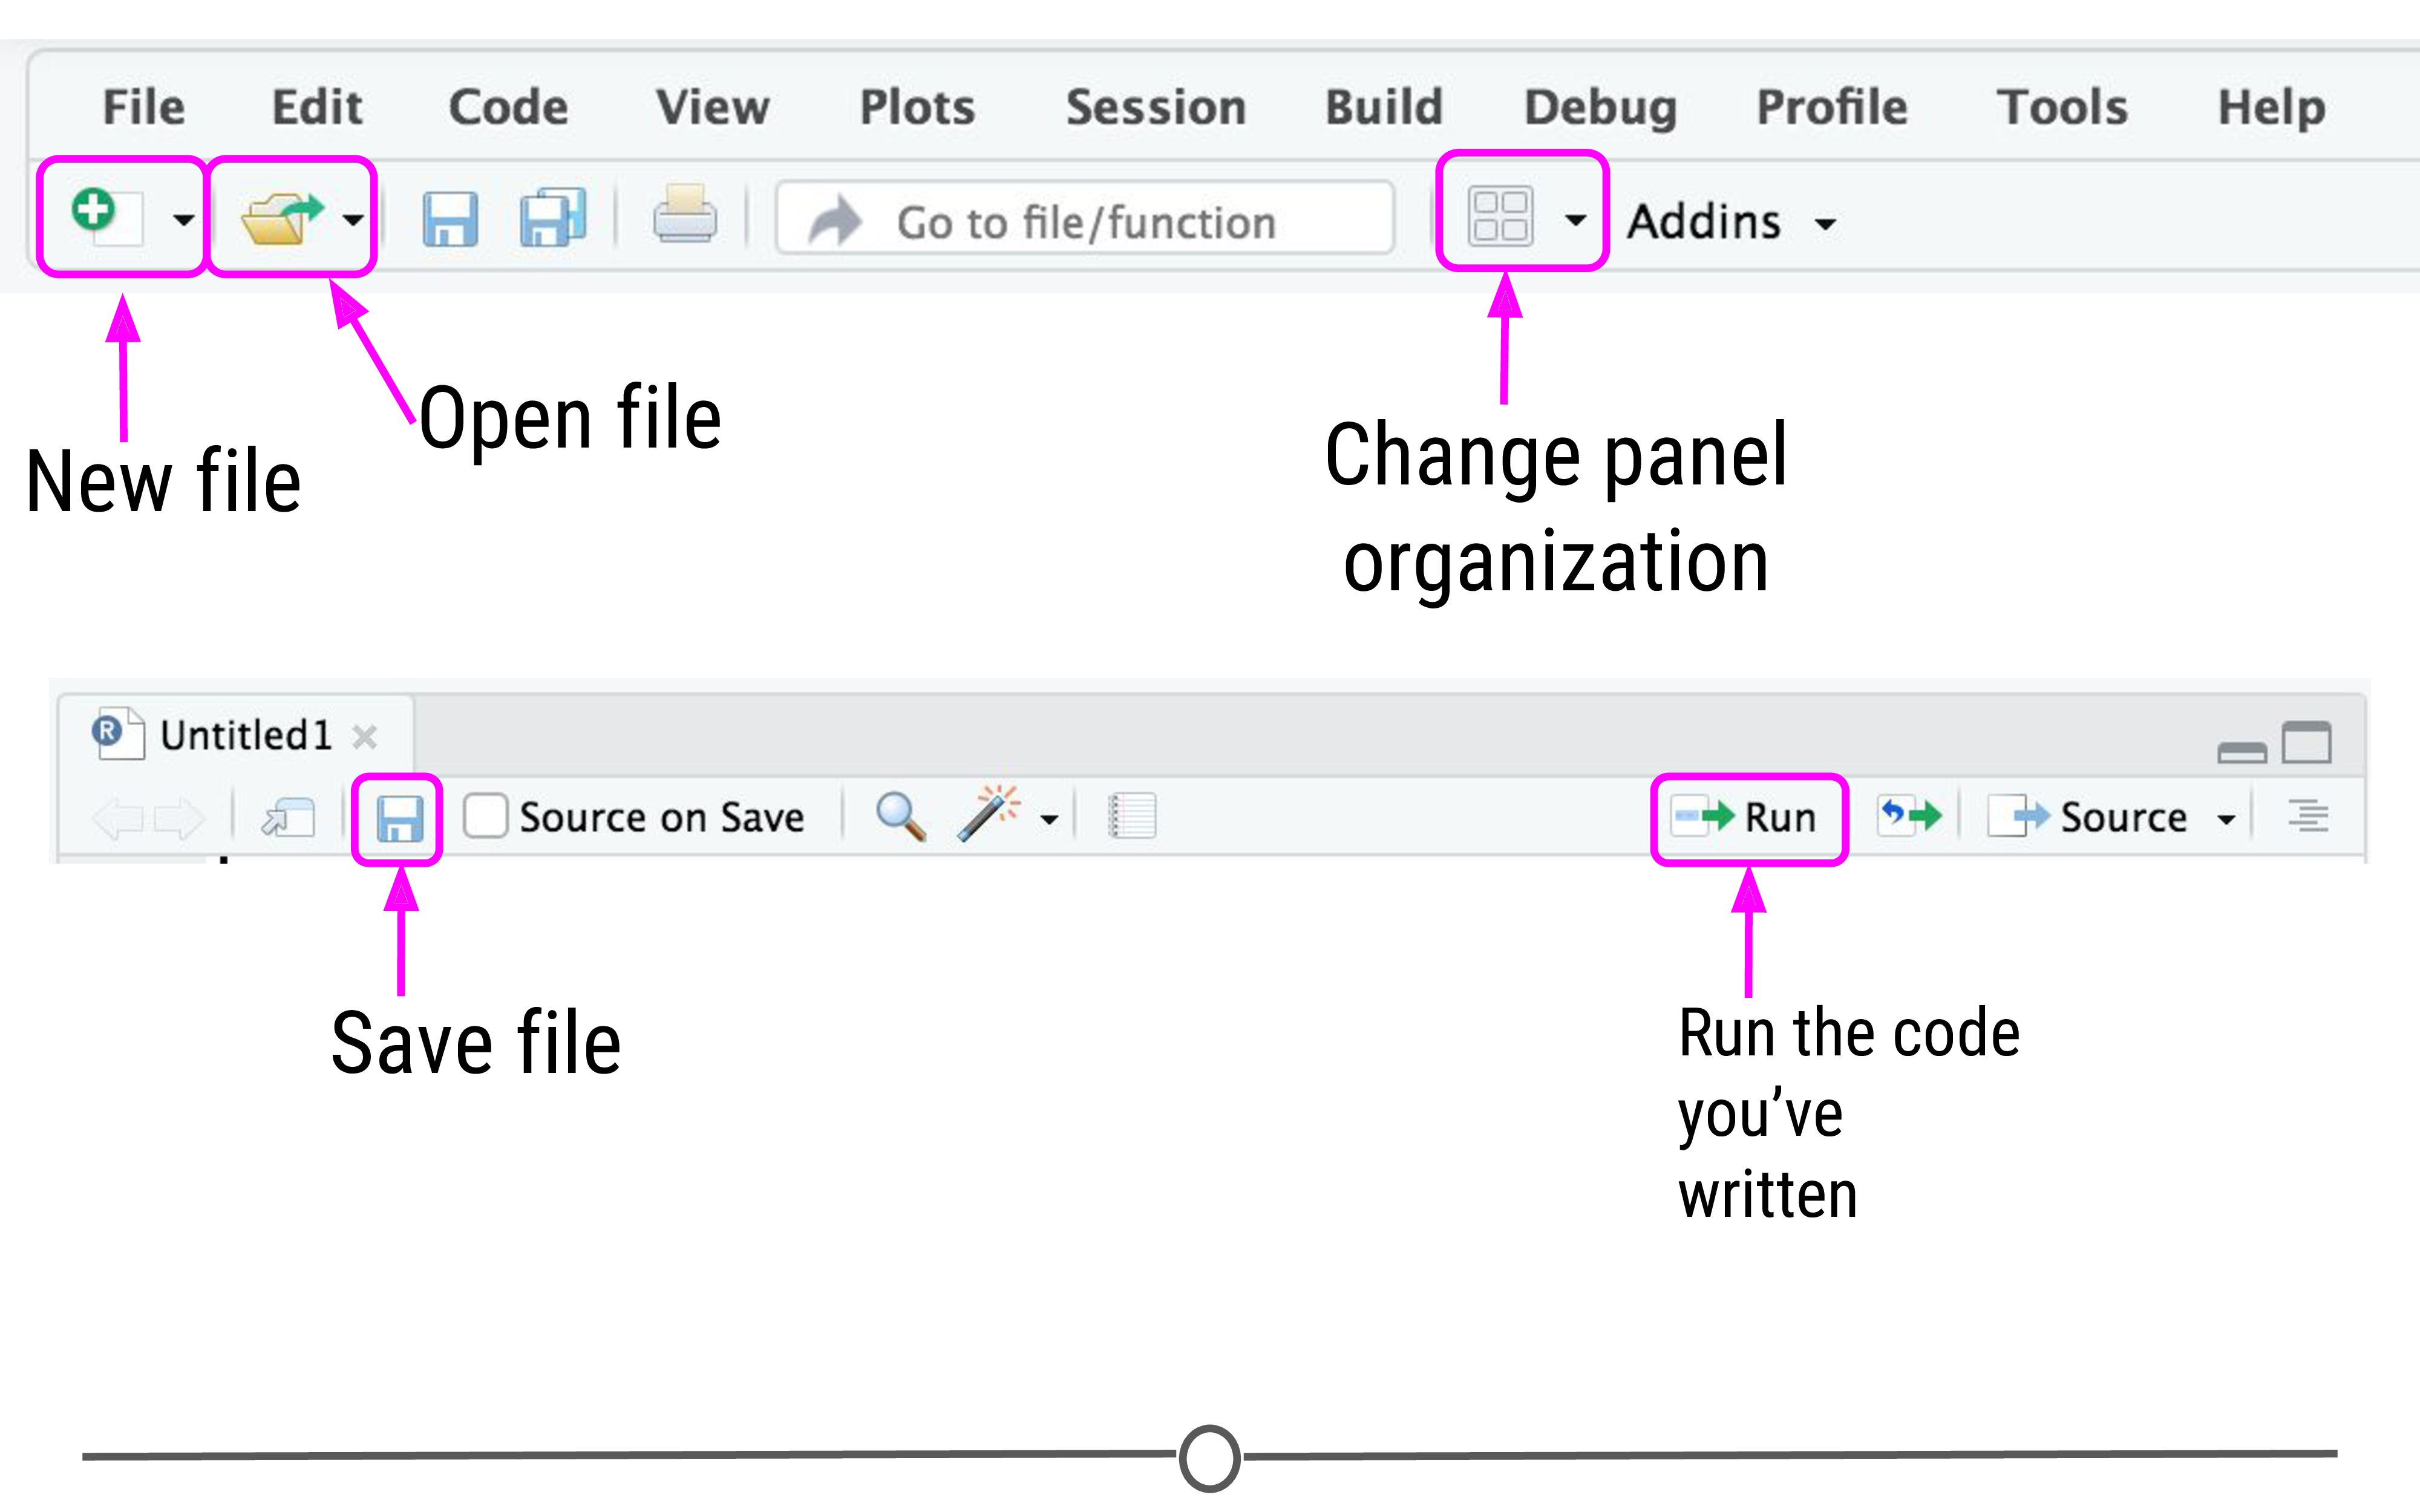 File Edit Code View Plots Session Build Debug Profile Tools Help
Go to file/function Addins
Open file
New file
Change panel
organization
R Untitled1
Source on Save Run Source
Save file
Run the code
you’ve
written